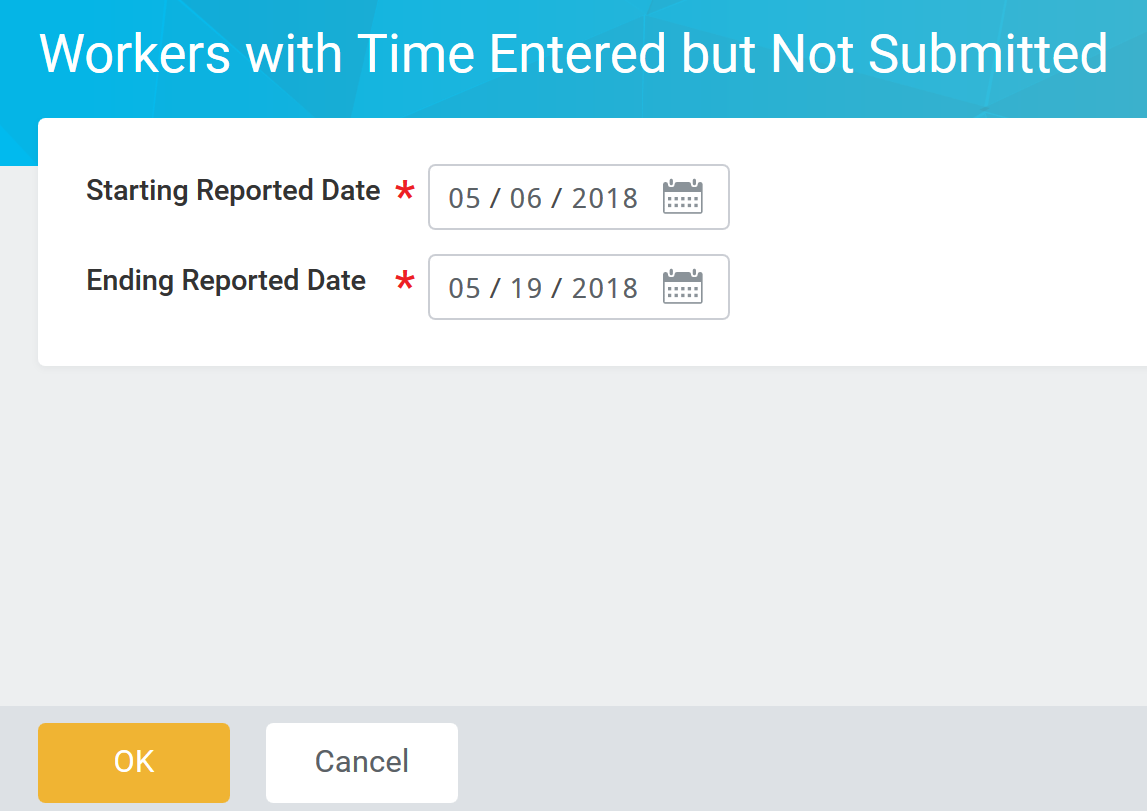 Workers with Time Entered but Not Submitted
Starting Reported Date * 05 / 06 / 2018
Ending Reported Date * 05 / 19 / 2018
OK Cancel